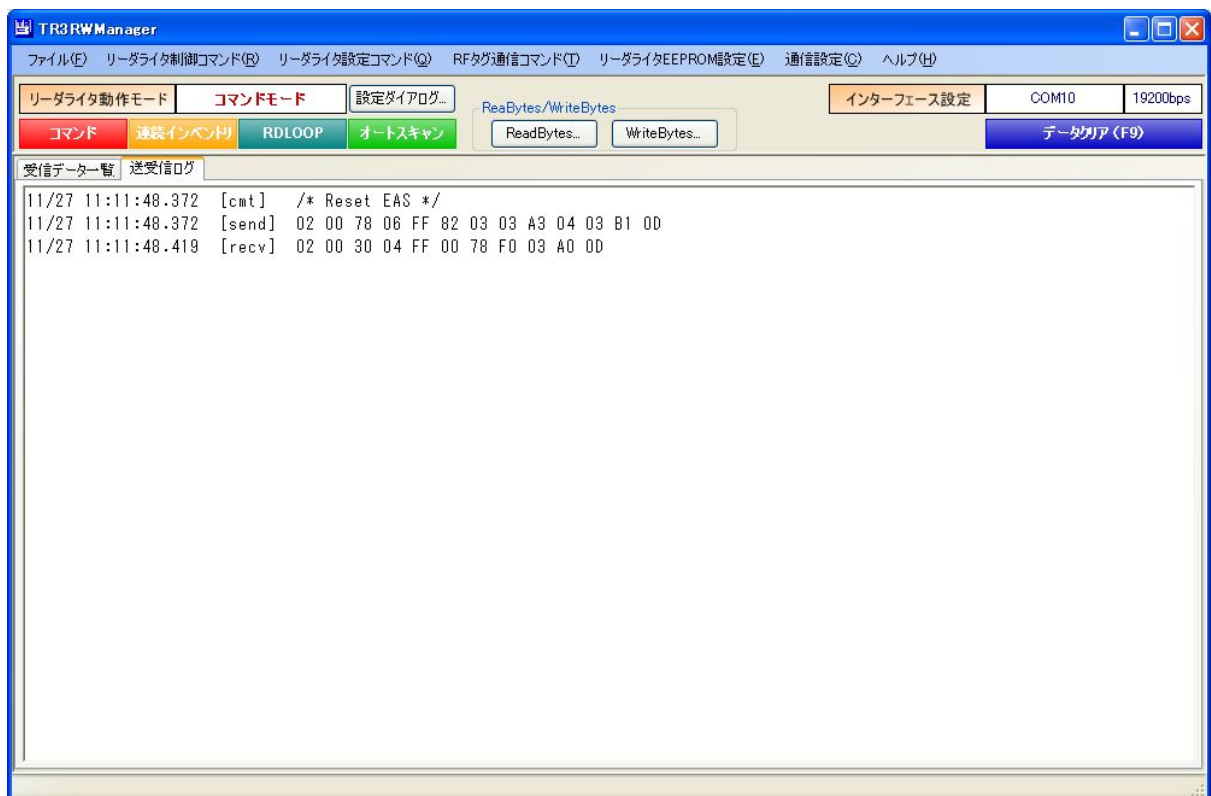 TR3RWManager
ファイル(F) リーダライタ制御コマンド(R) リーダライタ設定コマンド(Q) RFタグ通信コマンド(T) リーダライタEEPROM設定(E) 通信設定(C) ヘルプ(H)
リーダライタ動作モード コマンドモード 設定ダイアログ... ReaBytes/WriteBytes インターフェース設定 COM10 19200bps
コマンド 連続インベントリ RDLOOP オートスキャン ReadBytes... WriteBytes... データクリア (F9)
受信データ一覧 送受信ログ
11/27 11:11:48.372 [cmt] /* Reset EAS */
11/27 11:11:48.372 [send] 02 00 78 06 FF 82 03 03 A3 04 03 B1 0D
11/27 11:11:48.419 [recv] 02 00 30 04 FF 00 78 F0 03 A0 0D